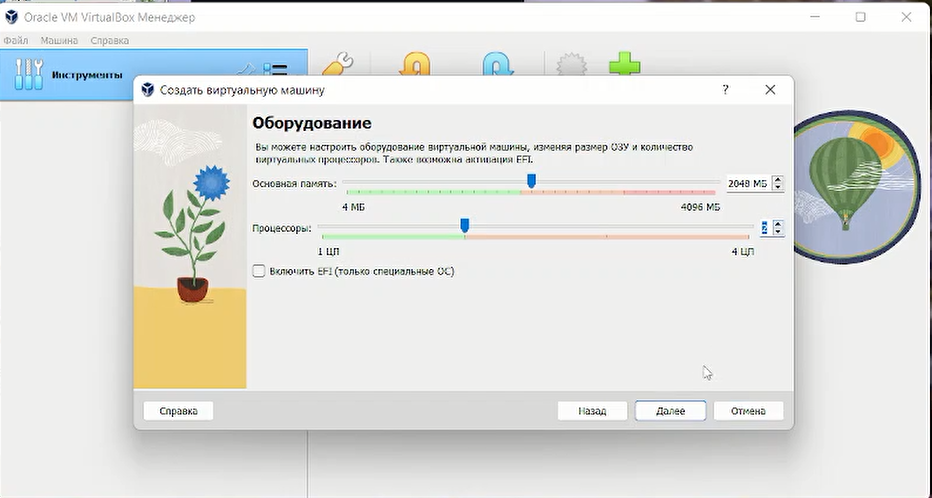 Oracle VM VirtualBox Менеджер
Файл Машина Справка
Инструменты
Создать виртуальную машину
?
Оборудование
Вы можете настроить оборудование виртуальной машины, изменяя размер ОЗУ и количество
виртуальных процессоров. Также возможна активация EFI.
Основная память: 2048 МБ
4 МБ 4096 МБ
Процессоры: 2
1 ЦП 4 ЦП
Включить EFI (только специальные ОС)
Справка Назад Далее Отмена